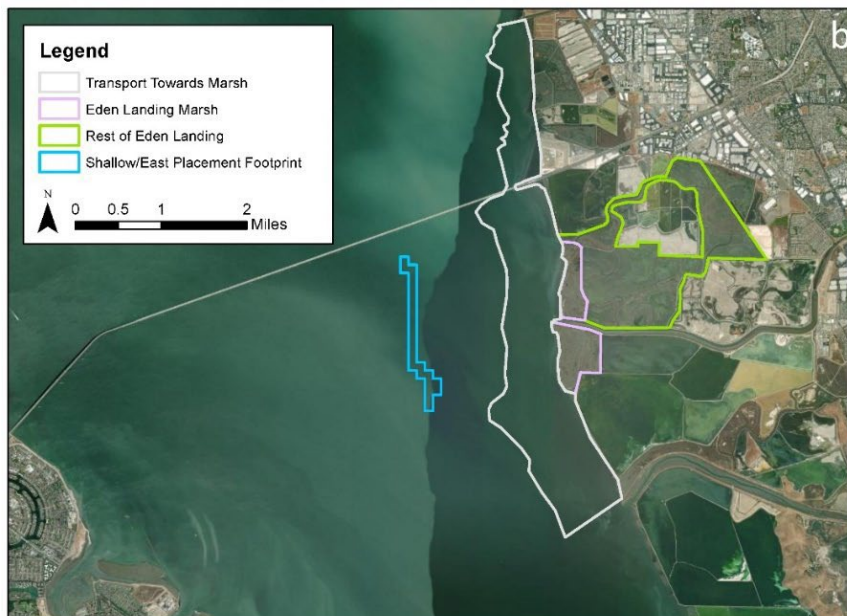 b
Legend
Transport Towards Marsh
Eden Landing Marsh
Rest of Eden Landing
Shallow/East Placement Footprint
N
0 0.5 1 2
Miles